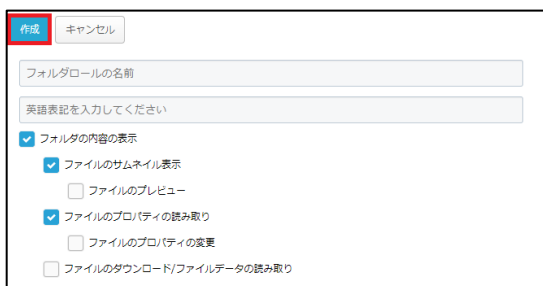 作成 キャンセル
フォルダロールの名前
英語表記を入力してください
フォルダの内容の表示
ファイルのサムネイル表示
ファイルのプレビュー
ファイルのプロパティの読み取り
ファイルのプロパティの変更
ファイルのダウンロード/ファイルデータの読み取り